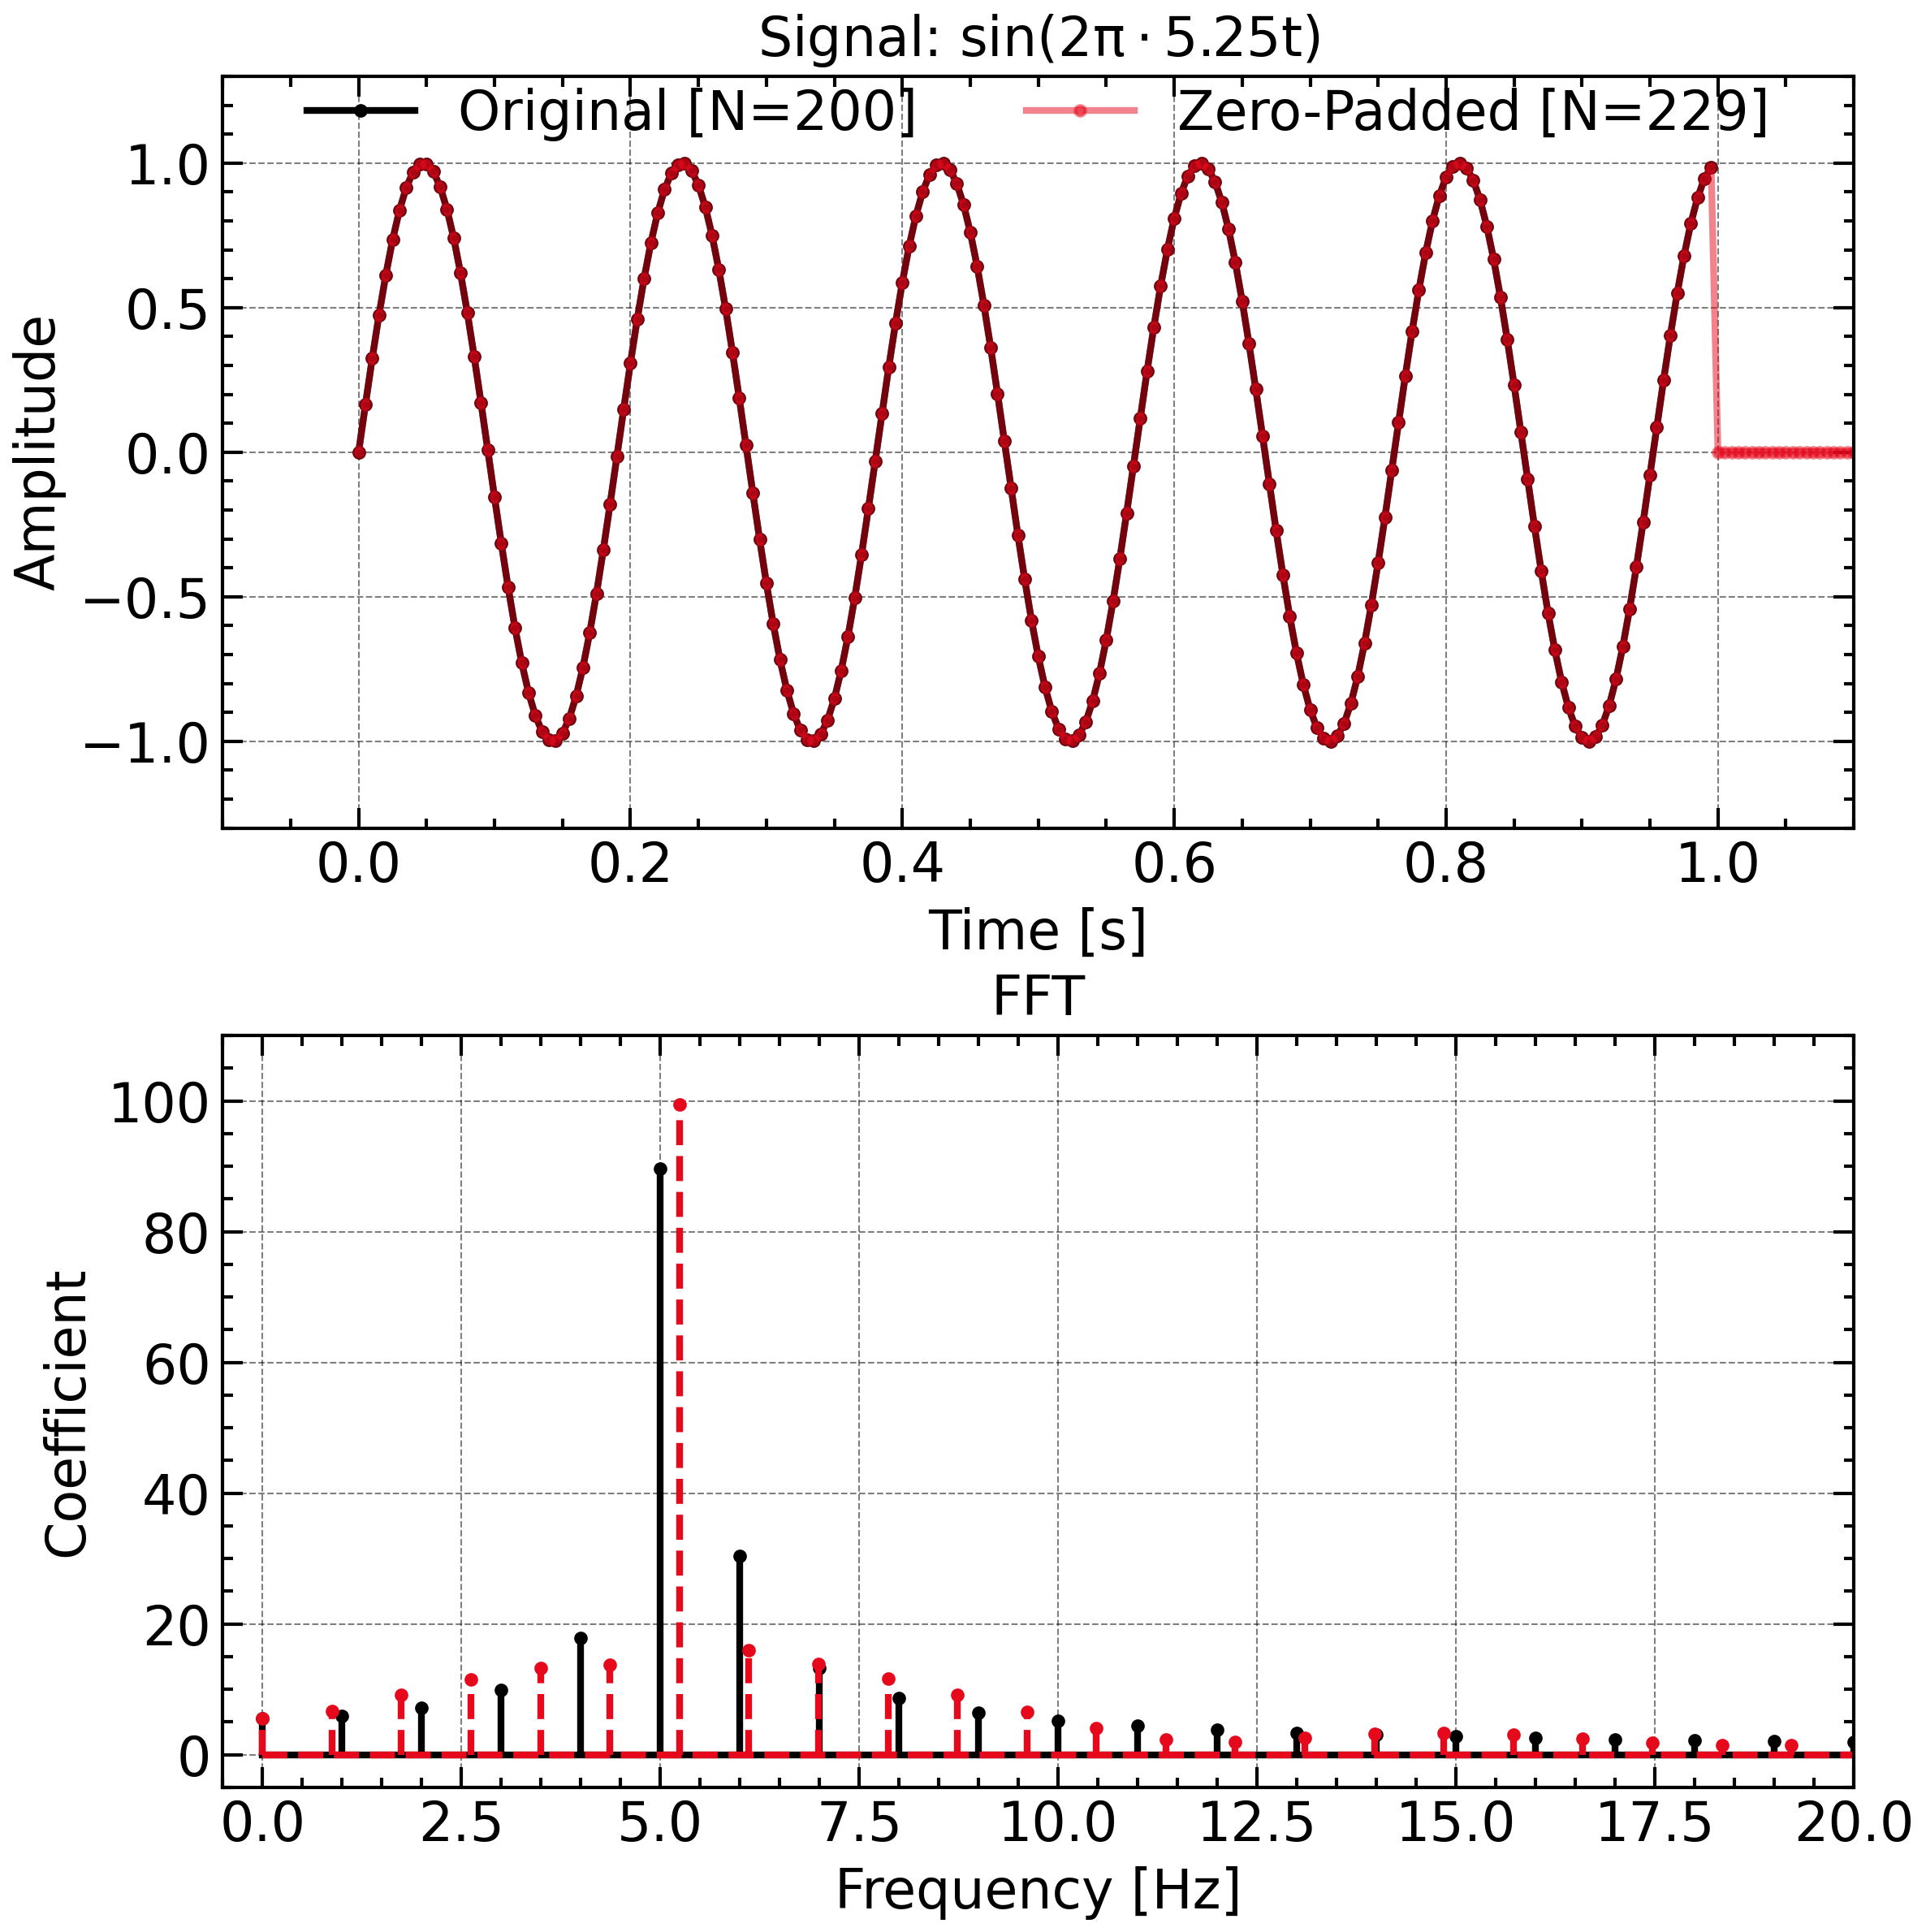 Signal: sin(2π · 5.25t)
Original [N=200] Zero-Padded [N=229]
1.0
0.5
0.0
−0.5
−1.0
Amplitude
0.0 0.2 0.4 0.6 0.8 1.0
Time [s]
FFT
100
80
60
40
20
0
Coefficient
0.0 2.5 5.0 7.5 10.0 12.5 15.0 17.5 20.0
Frequency [Hz]